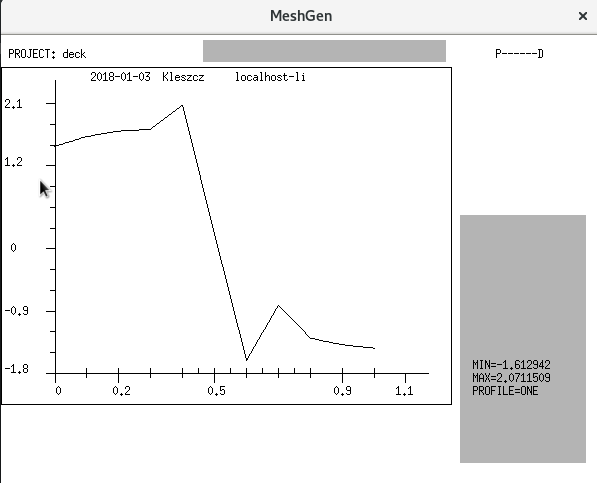 MeshGen
PROJECT: deck
P------D
2018-01-03 Kleszcz localhost-li
2.1
1.2
0
-0.9
-1.8
0 0.2 0.5 0.9 1.1
MIN=-1.612942
MAX=2.0711509
PROFILE=ONE